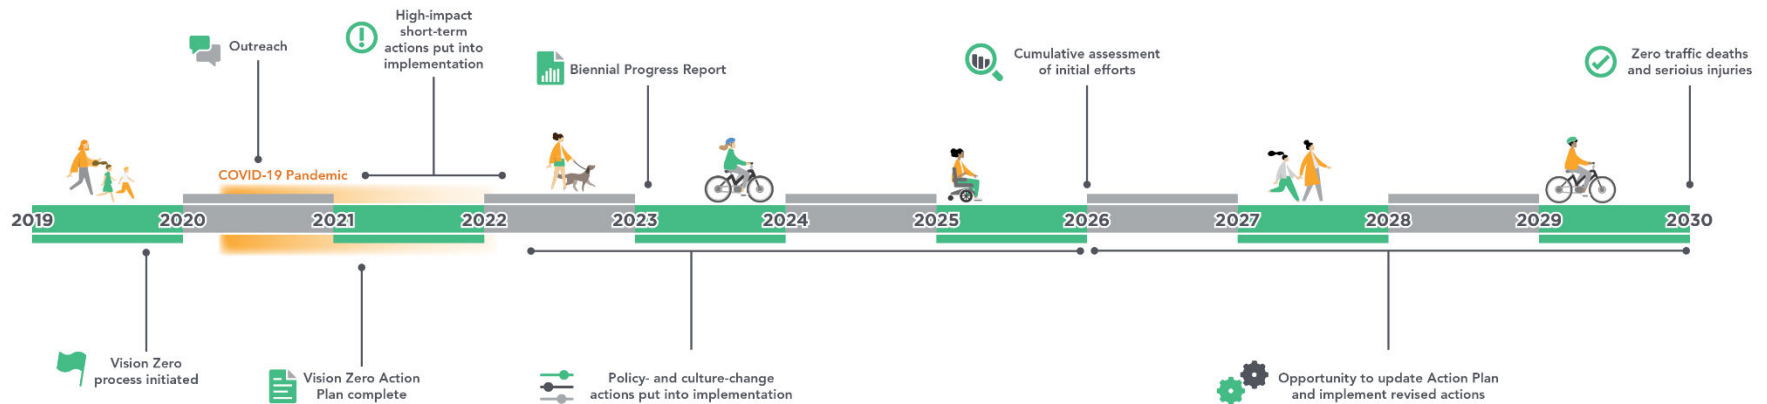 High-impact
short-term
actions put into
implementation
Outreach
Biennial Progress Report
Cumulative assessment
of initial efforts
Zero traffic deaths
and serioius injuries
COVID-19 Pandemic
2019 2020 2021 2022 2023 2024 2025 2026 2027 2028 2029 2030
Vision Zero
process initiated
Vision Zero Action
Plan complete
Policy- and culture-change
actions put into implementation
Opportunity to update Action Plan
and implement revised actions